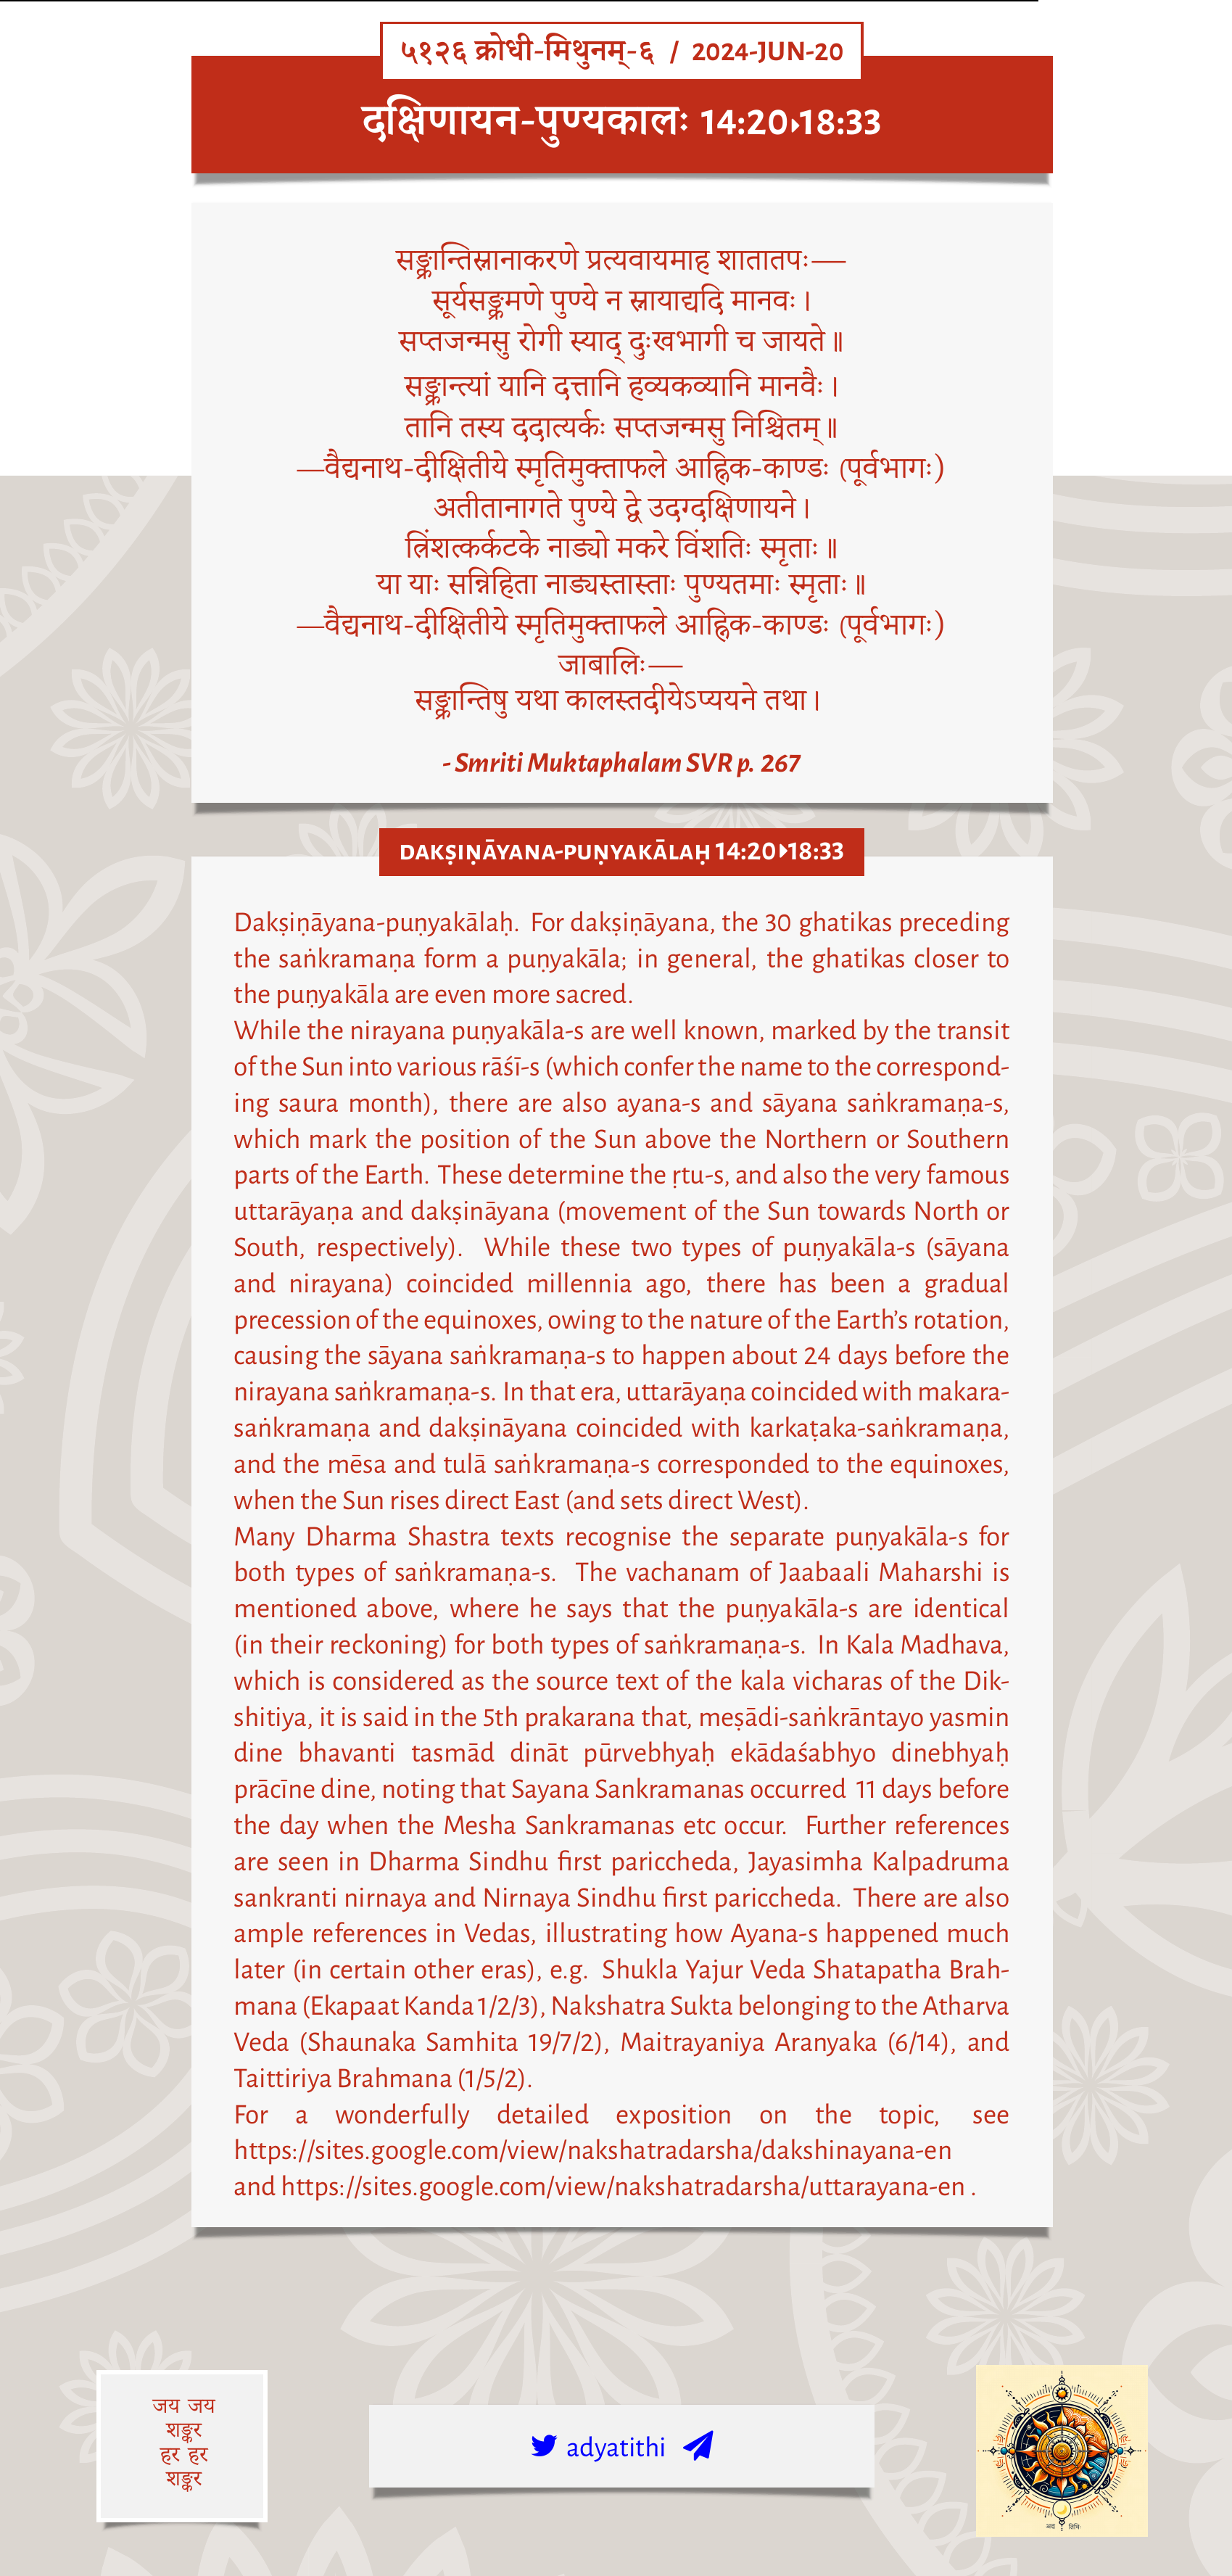 ५१२६ क्रोधी-मिथुनम्-६ / 2024-JUN-20
दक्षिणायन-पुण्यकालः 14:20▸18:33
सङ्क्रान्तिस्नानाकरणे प्रत्यवायमाह शातातपः—
सूर्यसङ्क्रमणे पुण्ये न स्नायाद्यदि मानवः।
सप्तजन्मसु रोगी स्याद् दुःखभागी च जायते॥
सङ्क्रान्त्यां यानि दत्तानि हव्यकव्यानि मानवैः।
तानि तस्य ददात्यर्कः सप्तजन्मसु निश्चितम्॥
—वैद्यनाथ-दीक्षितीये स्मृतिमुक्ताफले आह्निक-काण्डः (पूर्वभागः)
अतीतानागते पुण्ये द्वे उदग्दक्षिणायने।
त्रिंशत्कर्कटके नाड्यो मकरे विंशतिः स्मृताः॥
या याः सन्निहिता नाड्यस्तास्ताः पुण्यतमाः स्मृताः॥
—वैद्यनाथ-दीक्षितीये स्मृतिमुक्ताफले आह्निक-काण्डः (पूर्वभागः)
जाबालिः—
सङ्क्रान्तिषु यथा कालस्तदीयेऽप्ययने तथा।
- Smriti Muktaphalam SVR p. 267
DAKṢIṆĀYANA-PUṆYAKĀLAḤ 14:20▸18:33
Dakṣiṇāyana-puṇyakālaḥ. For dakṣiṇāyana, the 30 ghatikas preceding
the saṅkramaṇa form a puṇyakāla; in general, the ghatikas closer to
the puṇyakāla are even more sacred.
While the nirayana puṇyakāla-s are well known, marked by the transit
of the Sun into various rāśī-s (which confer the name to the correspond-
ing saura month), there are also ayana-s and sāyana saṅkramaṇa-s,
which mark the position of the Sun above the Northern or Southern
parts of the Earth. These determine the ṛtu-s, and also the very famous
uttarāyaṇa and dakṣināyana (movement of the Sun towards North or
South, respectively). While these two types of puṇyakāla-s (sāyana
and nirayana) coincided millennia ago, there has been a gradual
precession of the equinoxes, owing to the nature of the Earth’s rotation,
causing the sāyana saṅkramaṇa-s to happen about 24 days before the
nirayana saṅkramaṇa-s. In that era, uttarāyaṇa coincided with makara-
saṅkramaṇa and dakṣināyana coincided with karkaṭaka-saṅkramaṇa,
and the mēsa and tulā saṅkramaṇa-s corresponded to the equinoxes,
when the Sun rises direct East (and sets direct West).
Many Dharma Shastra texts recognise the separate puṇyakāla-s for
both types of saṅkramaṇa-s. The vachanam of Jaabaali Maharshi is
mentioned above, where he says that the puṇyakāla-s are identical
(in their reckoning) for both types of saṅkramaṇa-s. In Kala Madhava,
which is considered as the source text of the kala vicharas of the Dik-
shitiya, it is said in the 5th prakarana that, meṣādi-saṅkrāntayo yasmin
dine bhavanti tasmād dināt pūrvebhyaḥ ekādaśabhyo dinebhyaḥ
prācīne dine, noting that Sayana Sankramanas occurred 11 days before
the day when the Mesha Sankramanas etc occur. Further references
are seen in Dharma Sindhu first pariccheda, Jayasimha Kalpadruma
sankranti nirnaya and Nirnaya Sindhu first pariccheda. There are also
ample references in Vedas, illustrating how Ayana-s happened much
later (in certain other eras), e.g. Shukla Yajur Veda Shatapatha Brah-
mana (Ekapaat Kanda 1/2/3), Nakshatra Sukta belonging to the Atharva
Veda (Shaunaka Samhita 19/7/2), Maitrayaniya Aranyaka (6/14), and
Taittiriya Brahmana (1/5/2).
For a wonderfully detailed exposition on the topic, see
https://sites.google.com/view/nakshatradarsha/dakshinayana-en
and https://sites.google.com/view/nakshatradarsha/uttarayana-en .
जय जय
शङ्कर
हर हर
शङ्कर
adyatithi
अद्य तिथिः